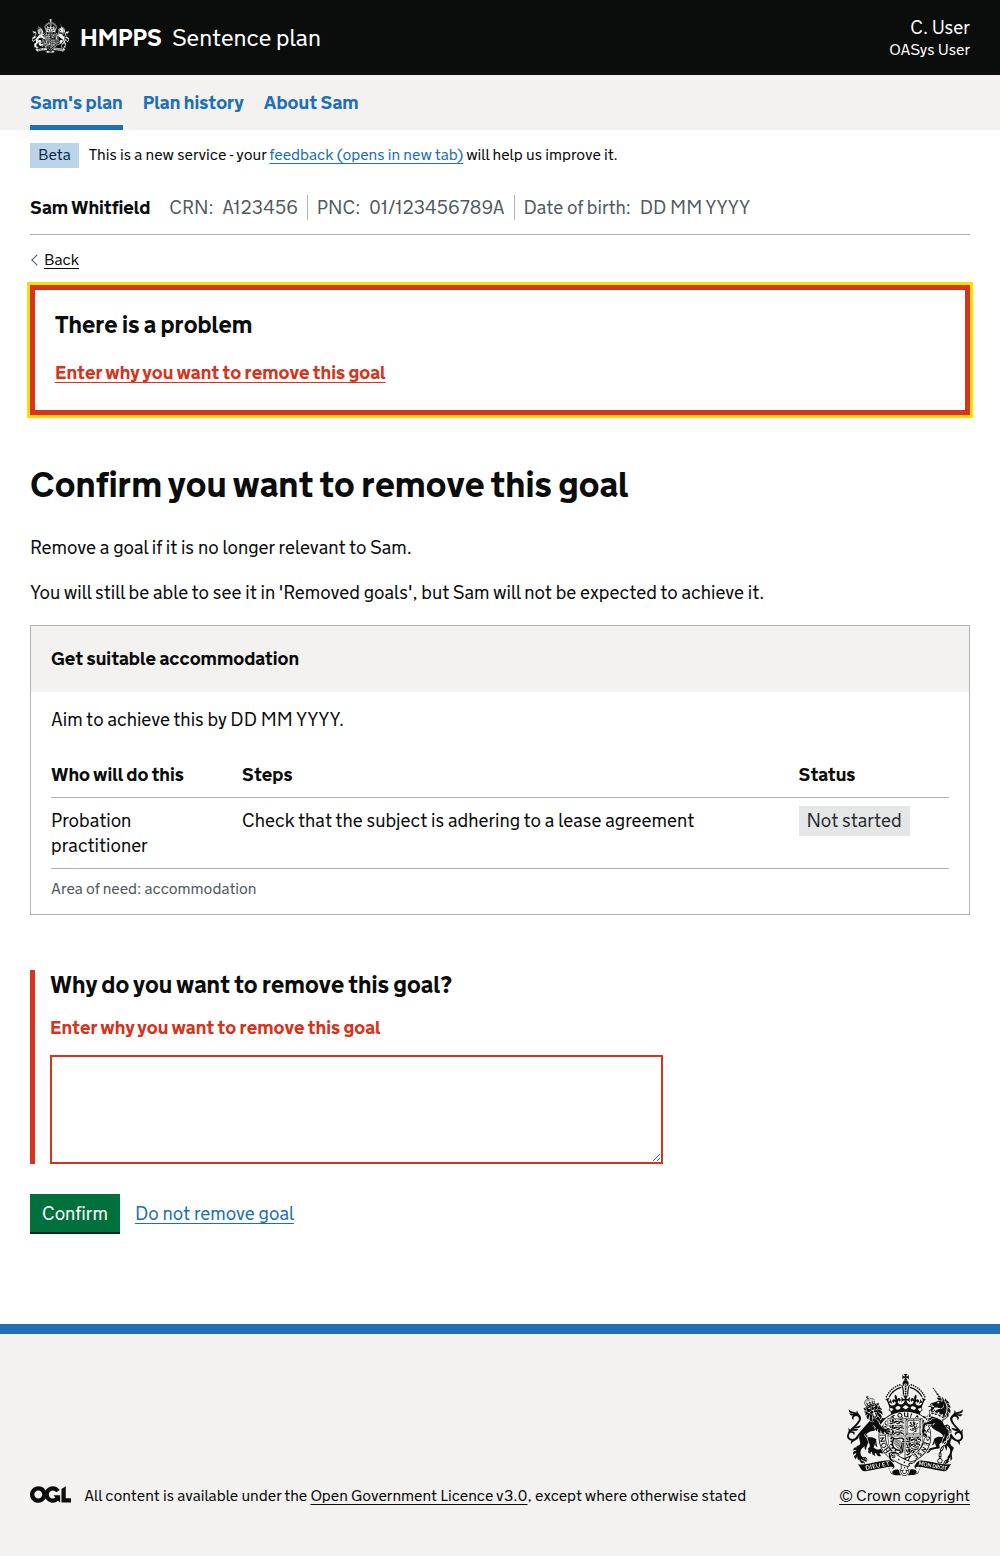 HMPPS Sentence plan
C. User
OASys User
Sam's plan Plan history About Sam
Beta This is a new service - your feedback (opens in new tab) will help us improve it.
Sam Whitfield CRN: A123456 PNC: 01/123456789A Date of birth: DD MM YYYY
Back
There is a problem
Enter why you want to remove this goal
Confirm you want to remove this goal
Remove a goal if it is no longer relevant to Sam.
You will still be able to see it in 'Removed goals', but Sam will not be expected to achieve it.
Get suitable accommodation
Aim to achieve this by DD MM YYYY.
Who will do this Steps Status
Probation practitioner Check that the subject is adhering to a lease agreement Not started
Area of need: accommodation
Why do you want to remove this goal?
Enter why you want to remove this goal
Confirm Do not remove goal
DIEU ET MON DROIT
OGL All content is available under the Open Government Licence v3.0, except where otherwise stated
© Crown copyright